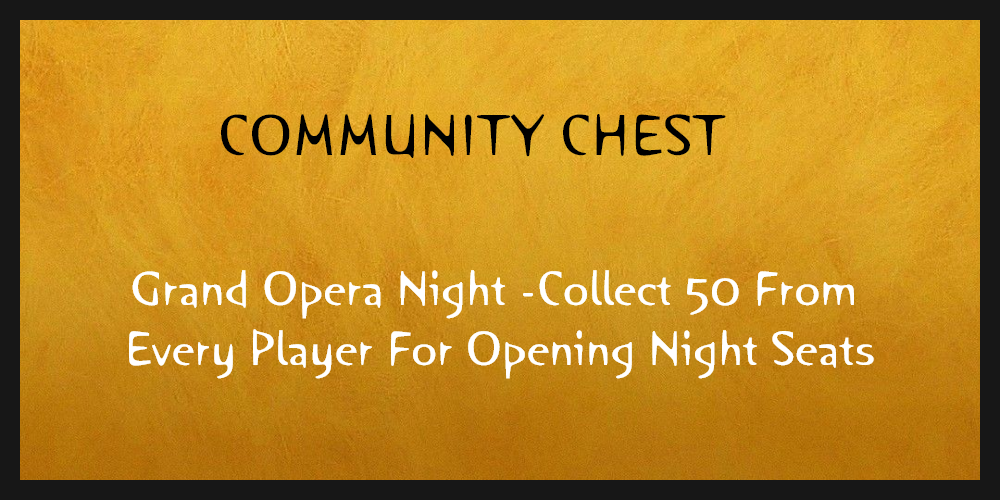 COMMUNITY CHEST
Grand Opera Night -Collect 50 From
Every Player For Opening Night Seats